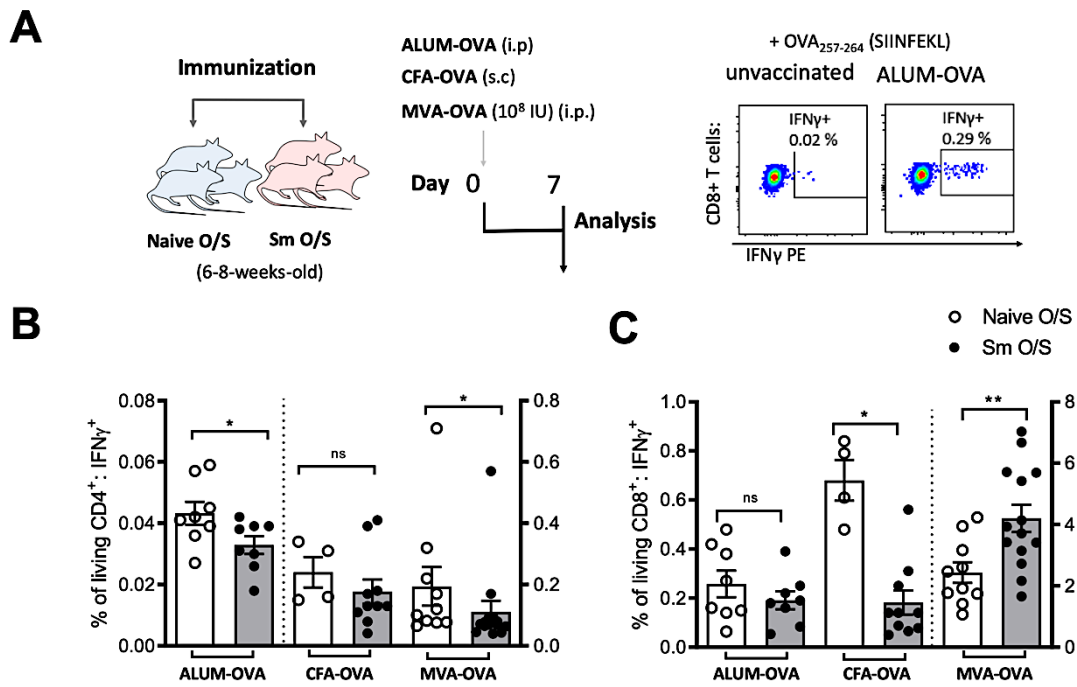 A
Immunization
Naive O/S
Sm O/S
(6-8-weeks-old)
ALUM-OVA (i.p)
CFA-OVA (s.c)
MVA-OVA (10⁸ IU) (i.p.)
Day 0 7
Analysis
+ OVA₂₅₇₋₂₆₄ (SIINFEKL)
unvaccinated ALUM-OVA
CD8+ T cells:
IFNγ+
0.02 %
IFNγ+
0.29 %
IFNγ PE
B
% of living CD4⁺: IFNγ⁺
0.08
0.06
0.04
0.02
0.00
*
ns
*
0.8
0.6
0.4
0.2
0.0
ALUM-OVA
CFA-OVA
MVA-OVA
C
Naive O/S
Sm O/S
% of living CD8⁺: IFNγ⁺
1.0
0.8
0.6
0.4
0.2
0.0
ns
*
**
8
6
4
2
0
ALUM-OVA
CFA-OVA
MVA-OVA